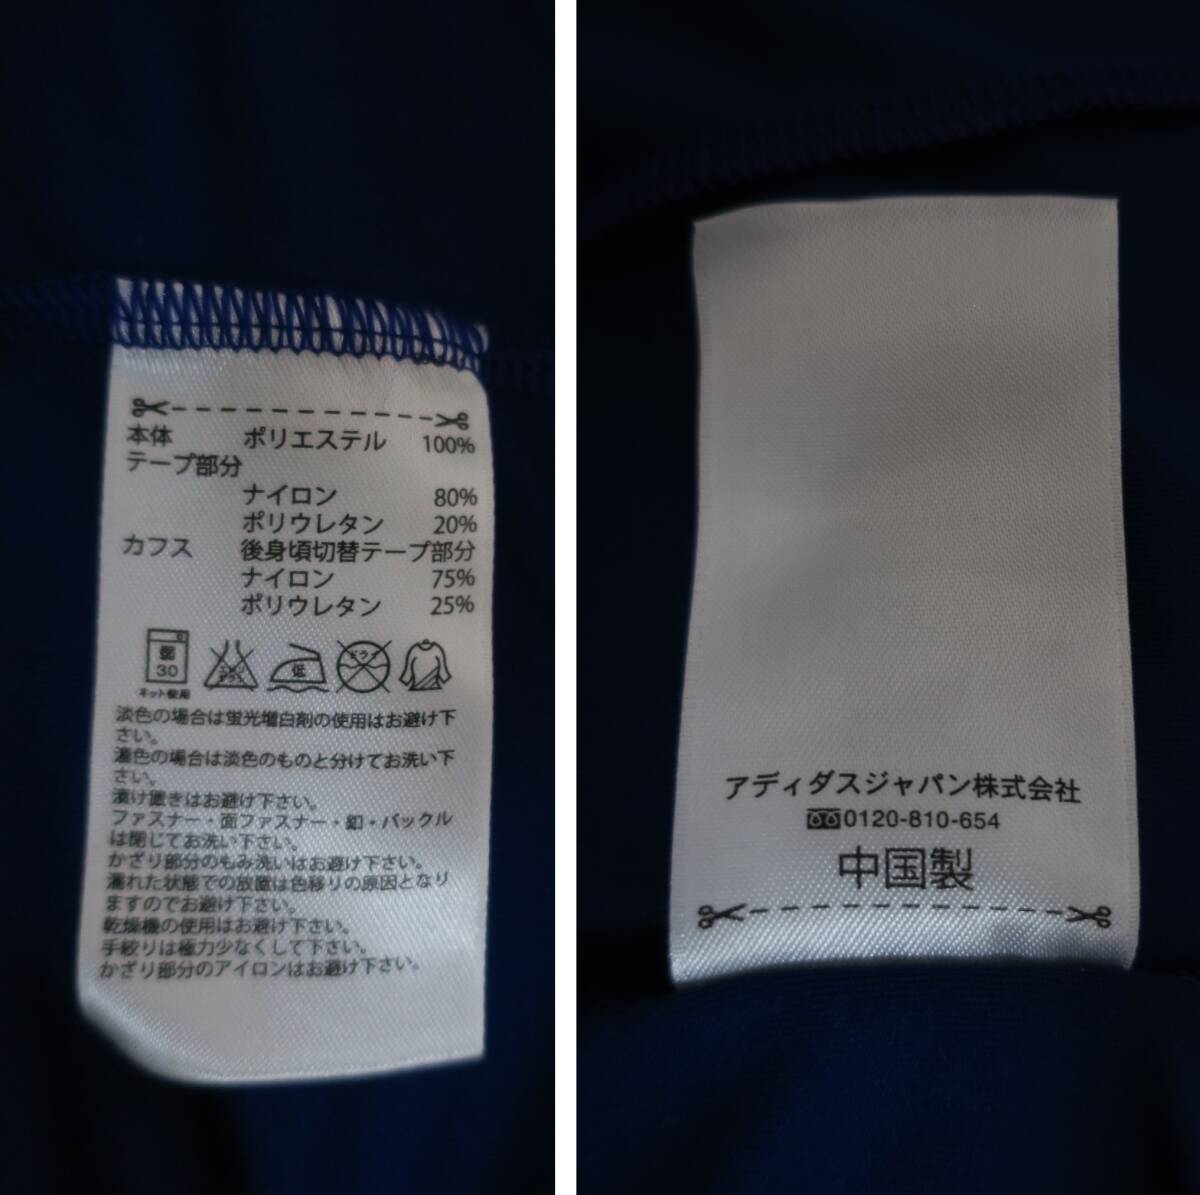 本体 ポリエステル 100%
テープ部分
ナイロン 80%
ポリウレタン 20%
カフス 後身頃切替テープ部分
ナイロン 75%
ポリウレタン 25%
弱
30
ネット使用
低
ドライ
淡色の場合は蛍光増白剤の使用はお避け下
さい。
濃色の場合は淡色のものと分けてお洗い下
さい。
漬け置きはお避け下さい。
ファスナー・面ファスナー・釦・バックル
は閉じてお洗い下さい。
かざり部分のもみ洗いはお避け下さい。
濡れた状態での放置は色移りの原因となり
ますのでお避け下さい。
乾燥機の使用はお避け下さい。
手絞りは極力少なくして下さい。
かざり部分のアイロンはお避け下さい。
アディダスジャパン株式会社
0120-810-654
中国製